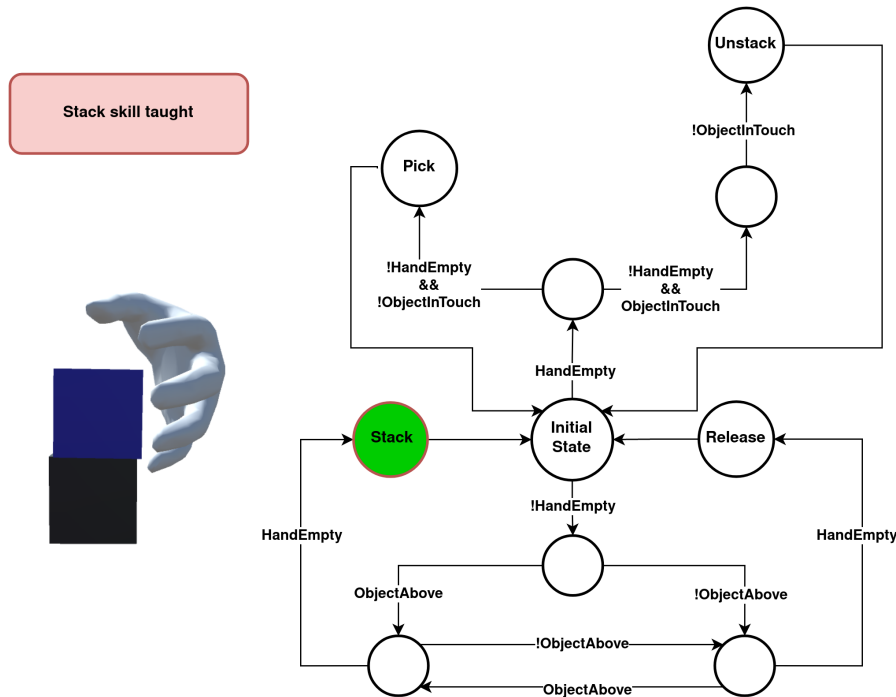 Unstack
Stack skill taught
!ObjectInTouch
Pick
!HandEmpty
&&
!ObjectInTouch
!HandEmpty
&&
ObjectInTouch
HandEmpty
Stack
Initial
State
Release
!HandEmpty
HandEmpty
HandEmpty
ObjectAbove
!ObjectAbove
!ObjectAbove
ObjectAbove